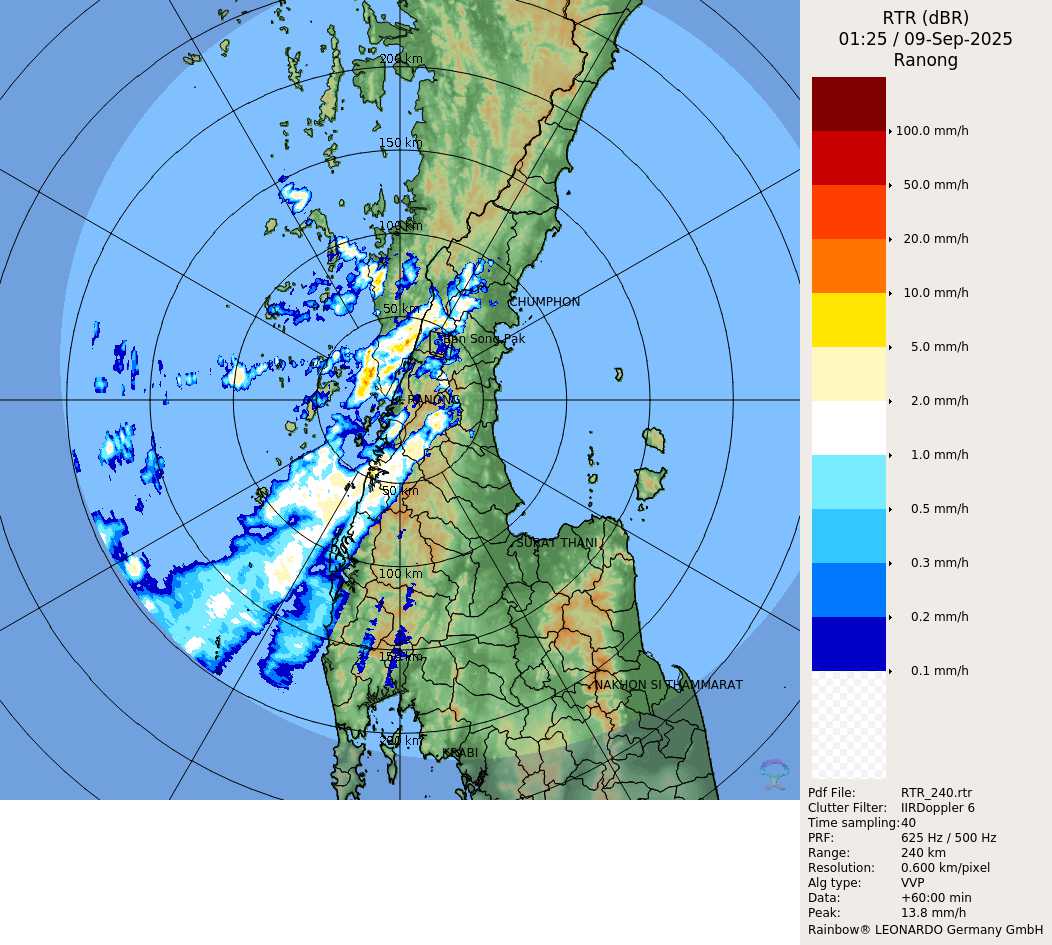 RTR (dBR)
01:25 / 09-Sep-2025
Ranong
200 km
150 km
100 km
50 km
CHUMPHON
Ban Song Pak
RANONG
50 km
SURAT THANI
100 km
150 km
NAKHON SI THAMMARAT
200 km
KRABI
100.0 mm/h
50.0 mm/h
20.0 mm/h
10.0 mm/h
5.0 mm/h
2.0 mm/h
1.0 mm/h
0.5 mm/h
0.3 mm/h
0.2 mm/h
0.1 mm/h
Pdf File: RTR_240.rtr
Clutter Filter: IIRDoppler 6
Time sampling:40
PRF: 625 Hz / 500 Hz
Range: 240 km
Resolution: 0.600 km/pixel
Alg type: VVP
Data: +60:00 min
Peak: 13.8 mm/h
Rainbow® LEONARDO Germany GmbH